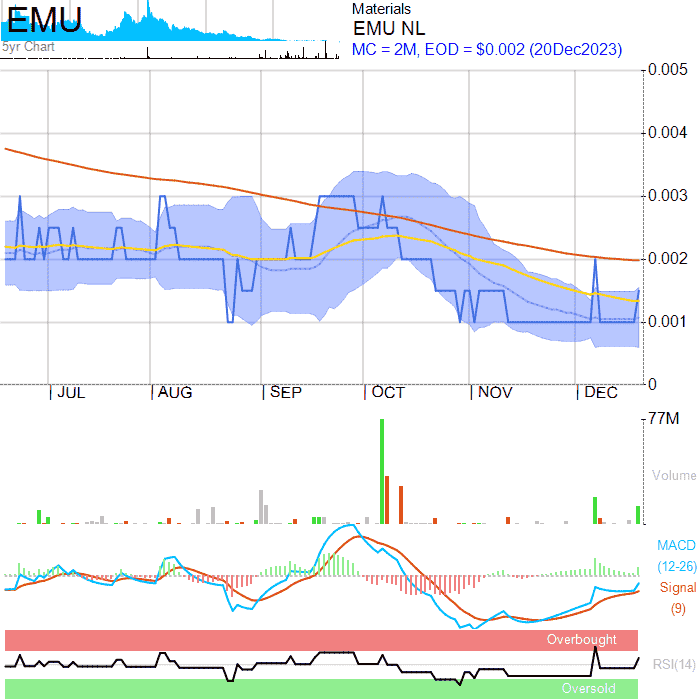 EMU
5yr Chart
Materials
EMU NL
MC = 2M, EOD = $0.002 (20Dec2023)
0.005
0.004
0.003
0.002
0.001
0
JUL AUG SEP OCT NOV DEC
77M
Volume
MACD
(12-26)
Signal
(9)
Overbought
RSI(14)
Oversold